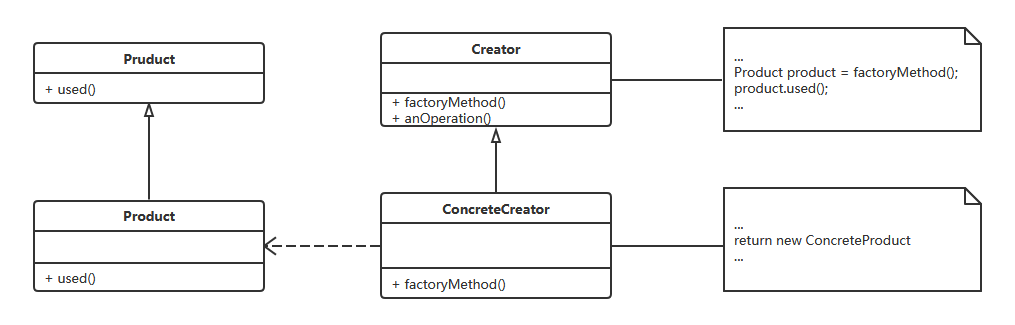 Pruduct
+ used()
Creator
+ factoryMethod()
+ anOperation()
...
Product product = factoryMethod();
product.used();
...
Product
+ used()
ConcreteCreator
+ factoryMethod()
...
return new ConcreteProduct
...